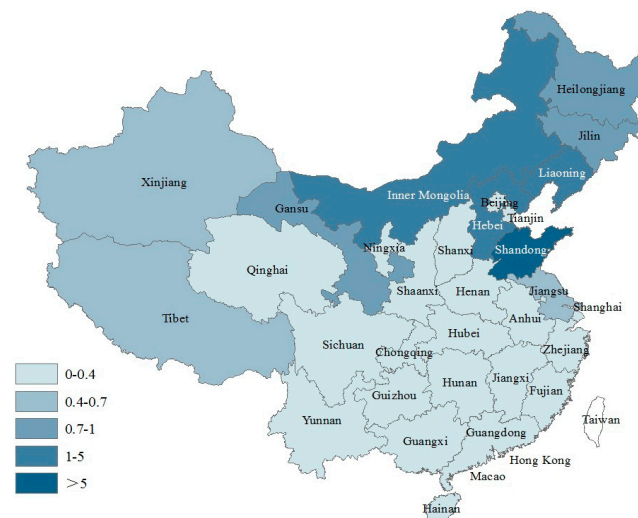 Heilongjiang
Jilin
Liaoning
Xinjiang
Inner Mongolia
Beijing
Gansu
Tianjin
Hebei
Ningxia
Shanxi
Shandong
Qinghai
Shaanxi
Henan
Jiangsu
Shanghai
Tibet
Anhui
Hubei
Sichuan
Zhejiang
Chongqing
Hunan
Jiangxi
Guizhou
Fujian
Yunnan
Taiwan
Guangdong
Guangxi
Hong Kong
Macao
Hainan
0-0.4
0.4-0.7
0.7-1
1-5
>5